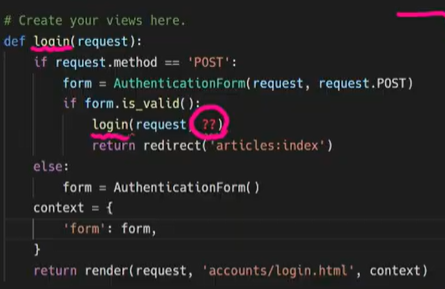 # Create your views here.
def login(request):
    if request.method == 'POST':
        form = AuthenticationForm(request, request.POST)
        if form.is_valid():
            login(request, ??)
            return redirect('articles:index')
    else:
        form = AuthenticationForm()
    context = {
        'form': form,
    }
    return render(request, 'accounts/login.html', context)